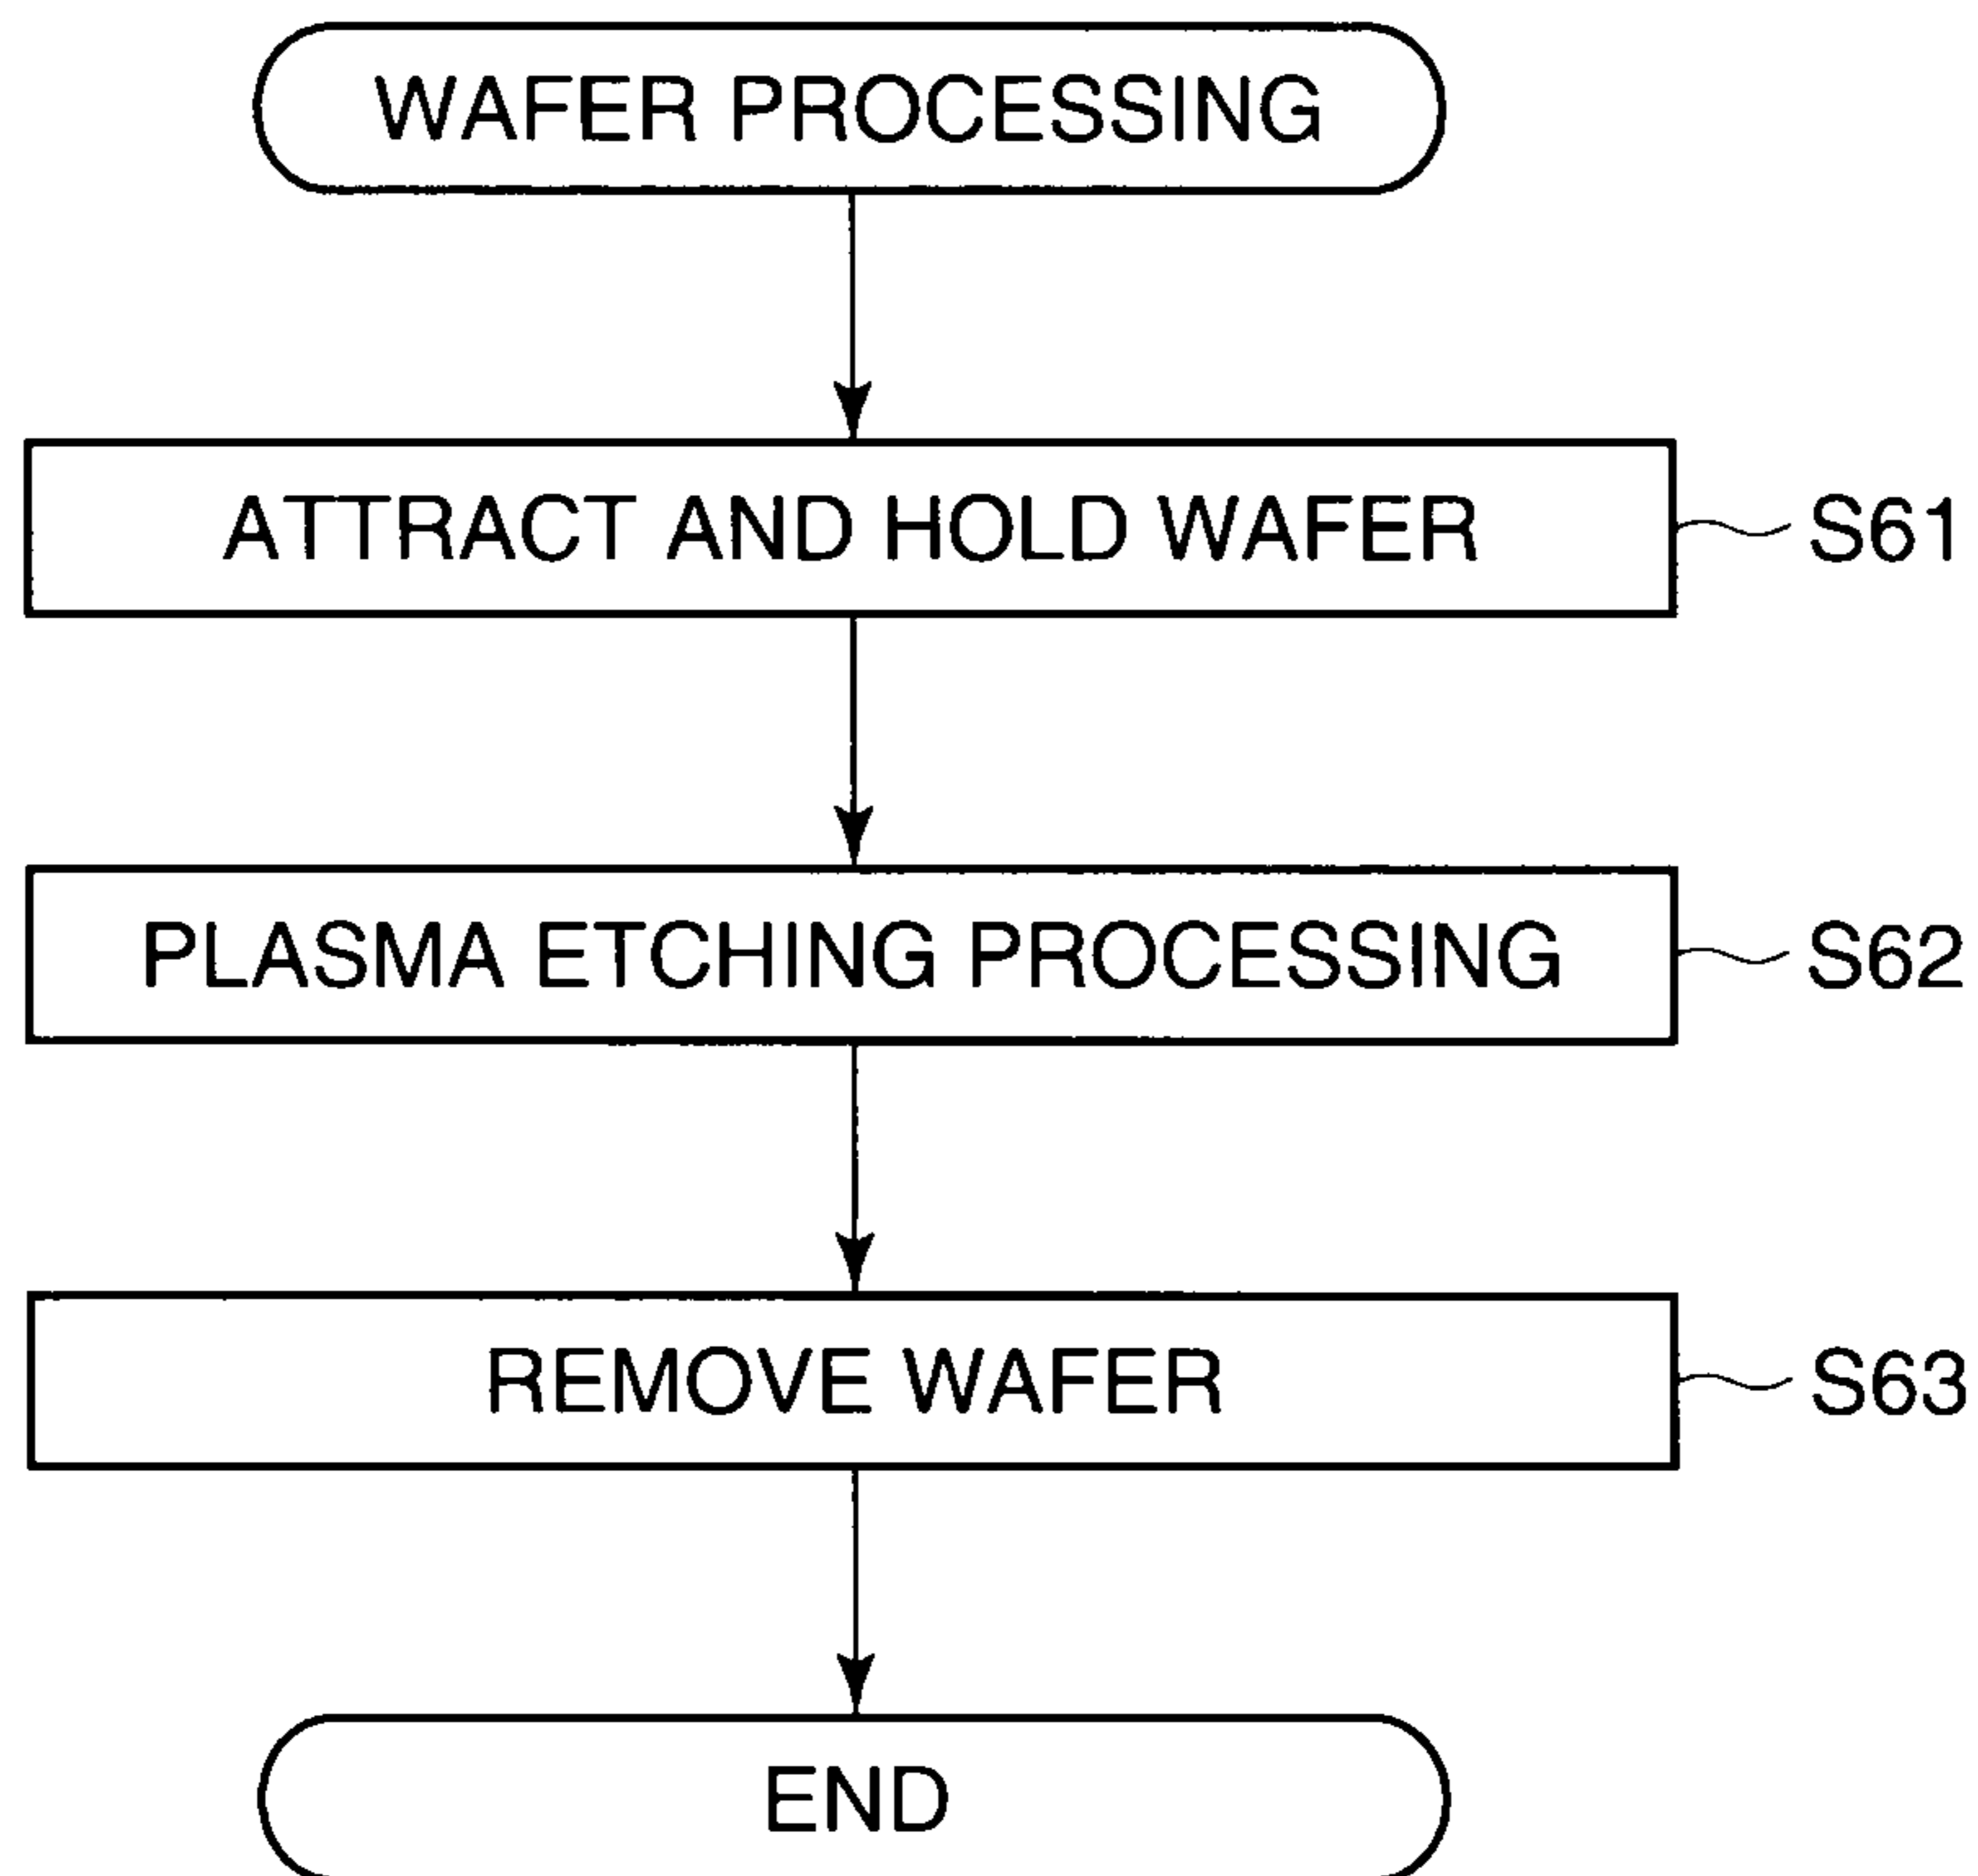 WAFER PROCESSING
ATTRACT AND HOLD WAFER S61
PLASMA ETCHING PROCESSING S62
REMOVE WAFER S63
END